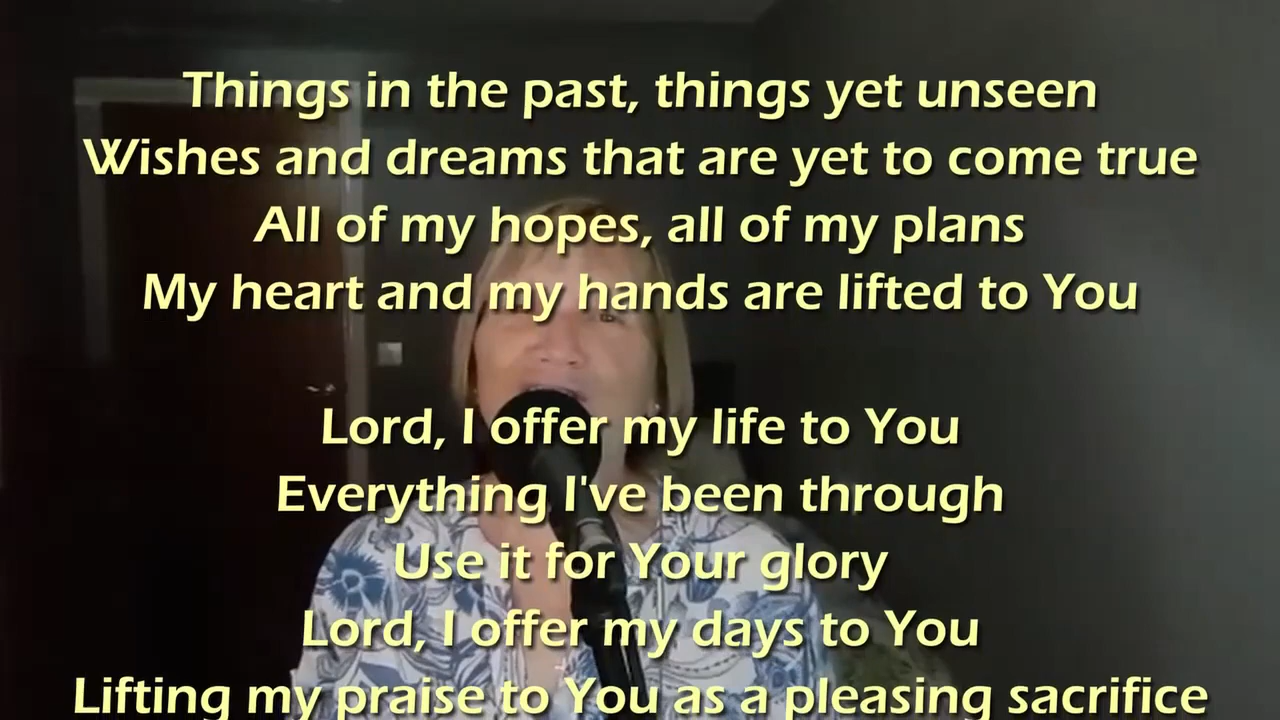 Things in the past, things yet unseen
Wishes and dreams that are yet to come true
All of my hopes, all of my plans
My heart and my hands are lifted to You
Lord, I offer my life to You
Everything I've been through
Use it for Your glory
Lord, I offer my days to You
Lifting my praise to You as a pleasing sacrifice